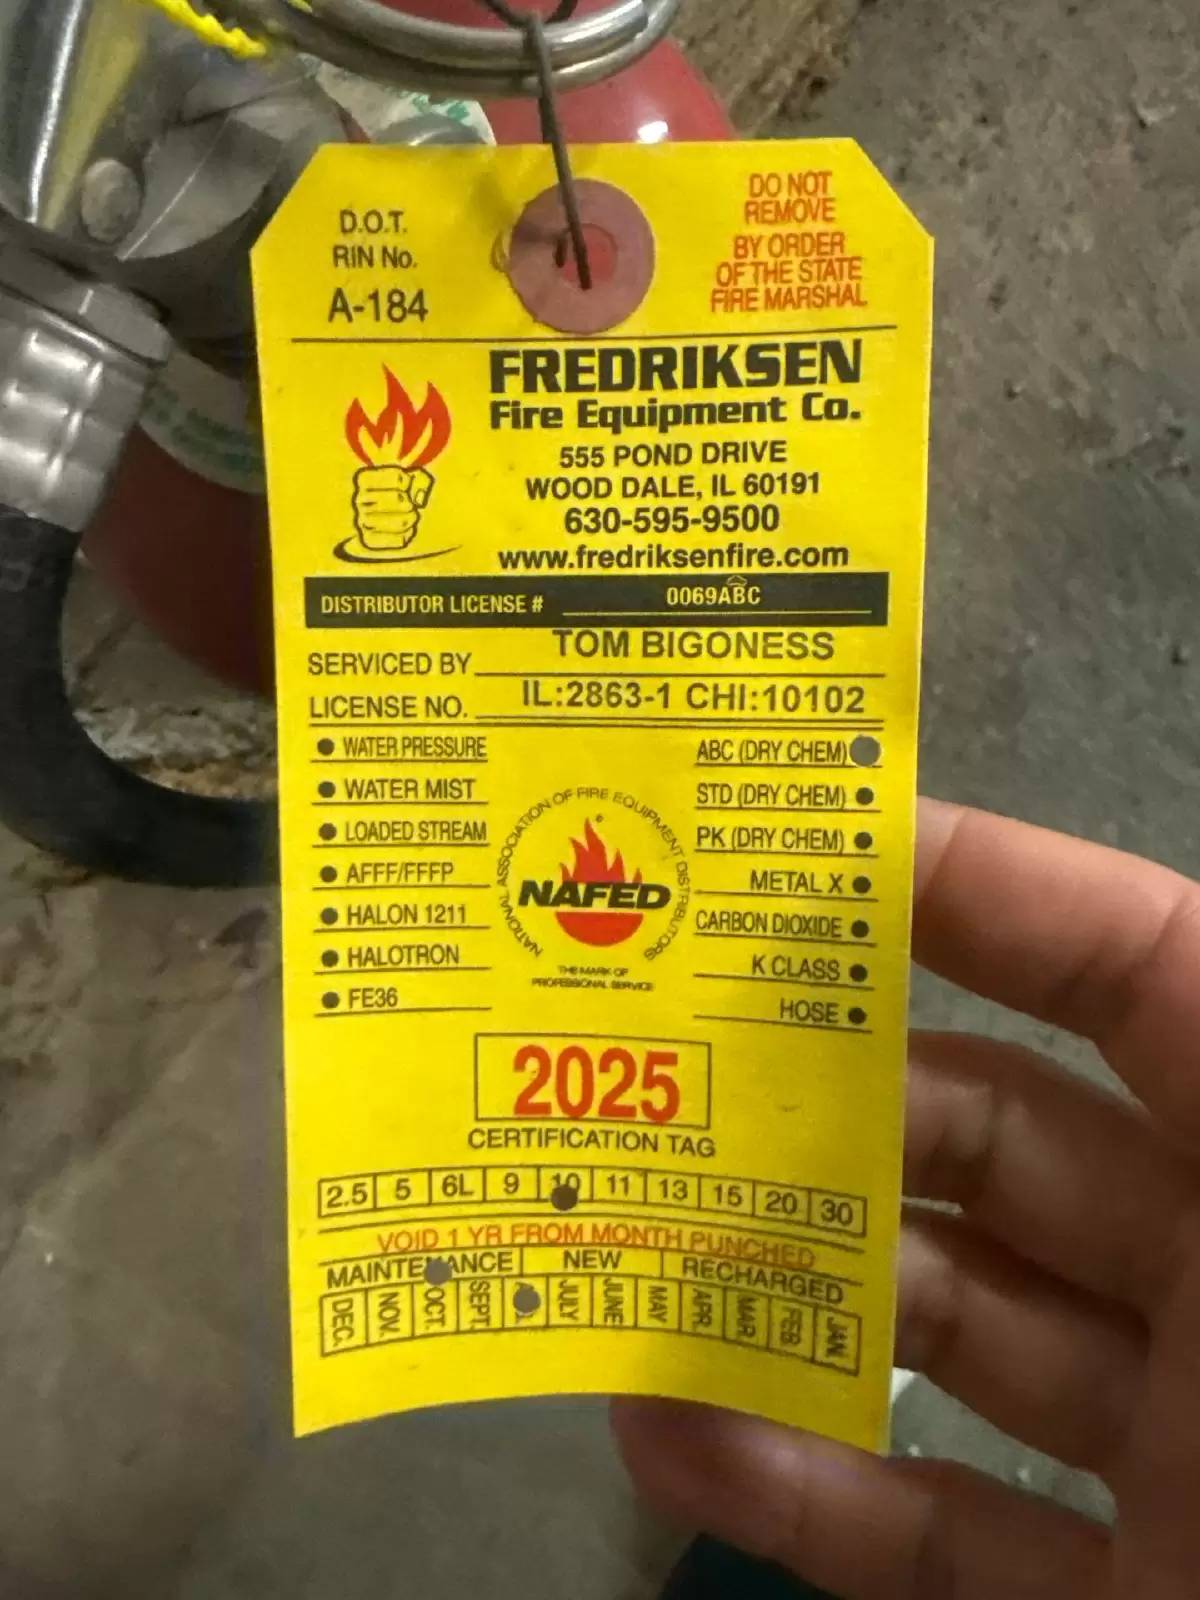 D.O.T.
RIN No.
A-184
DO NOT
REMOVE
BY ORDER
OF THE STATE
FIRE MARSHAL
FREDRIKSEN
Fire Equipment Co.
555 POND DRIVE
WOOD DALE, IL 60191
630-595-9500
www.fredriksenfire.com
DISTRIBUTOR LICENSE # 0069ABC
SERVICED BY TOM BIGONESS
LICENSE NO. IL:2863-1 CHI:10102
WATER PRESSURE
WATER MIST
LOADED STREAM
AFFF/FFFP
HALON 1211
HALOTRON
FE36
NATIONAL ASSOCIATION OF FIRE EQUIPMENT DISTRIBUTORS
NAFED
THE MARK OF
PROFESSIONAL SERVICE
ABC (DRY CHEM)
STD (DRY CHEM)
PK (DRY CHEM)
METAL X
CARBON DIOXIDE
K CLASS
HOSE
2025
CERTIFICATION TAG
2.5 5 6L 9 10 11 13 15 20 30
VOID 1 YR FROM MONTH PUNCHED
MAINTENANCE NEW RECHARGED
DEC. NOV. OCT. SEPT. JULY JUNE MAY APR. MAR. FEB. JAN.